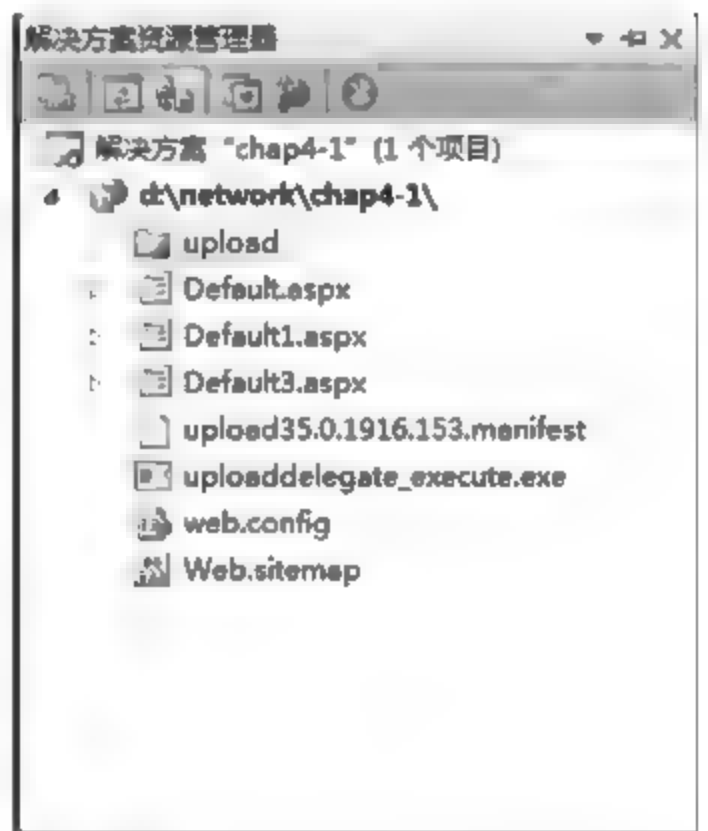 解决方案资源管理器
解决方案 "chap4-1" (1 个项目)
d:\network\chap4-1\
upload
Default.aspx
Default1.aspx
Default3.aspx
upload35.0.1916.153.manifest
uploaddelegate_execute.exe
web.config
Web.sitemap